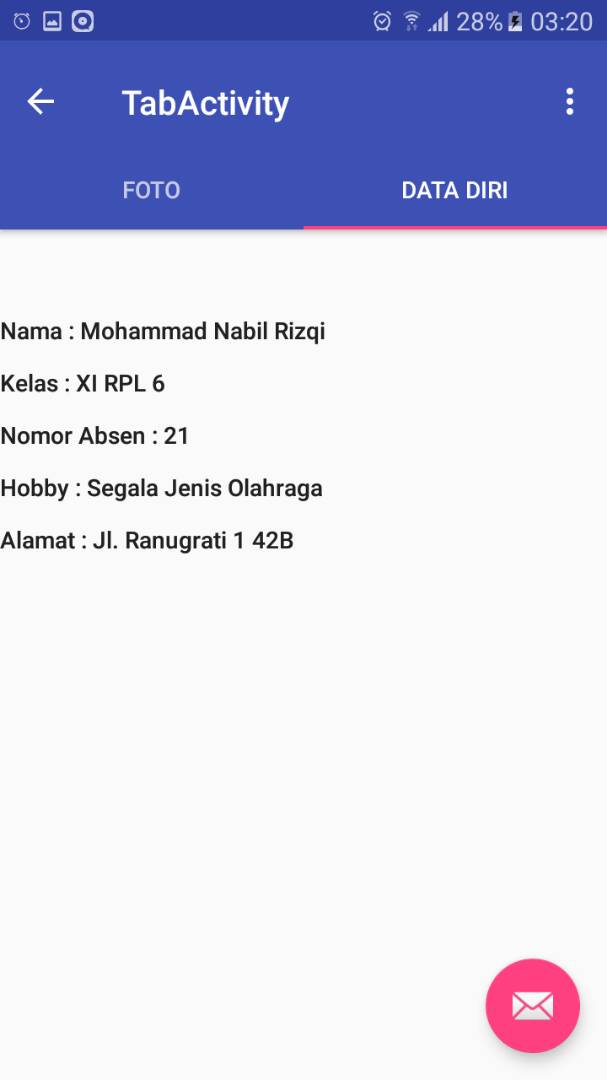 28% 03:20
TabActivity
FOTO DATA DIRI
Nama : Mohammad Nabil Rizqi
Kelas : XI RPL 6
Nomor Absen : 21
Hobby : Segala Jenis Olahraga
Alamat : Jl. Ranugrati 1 42B